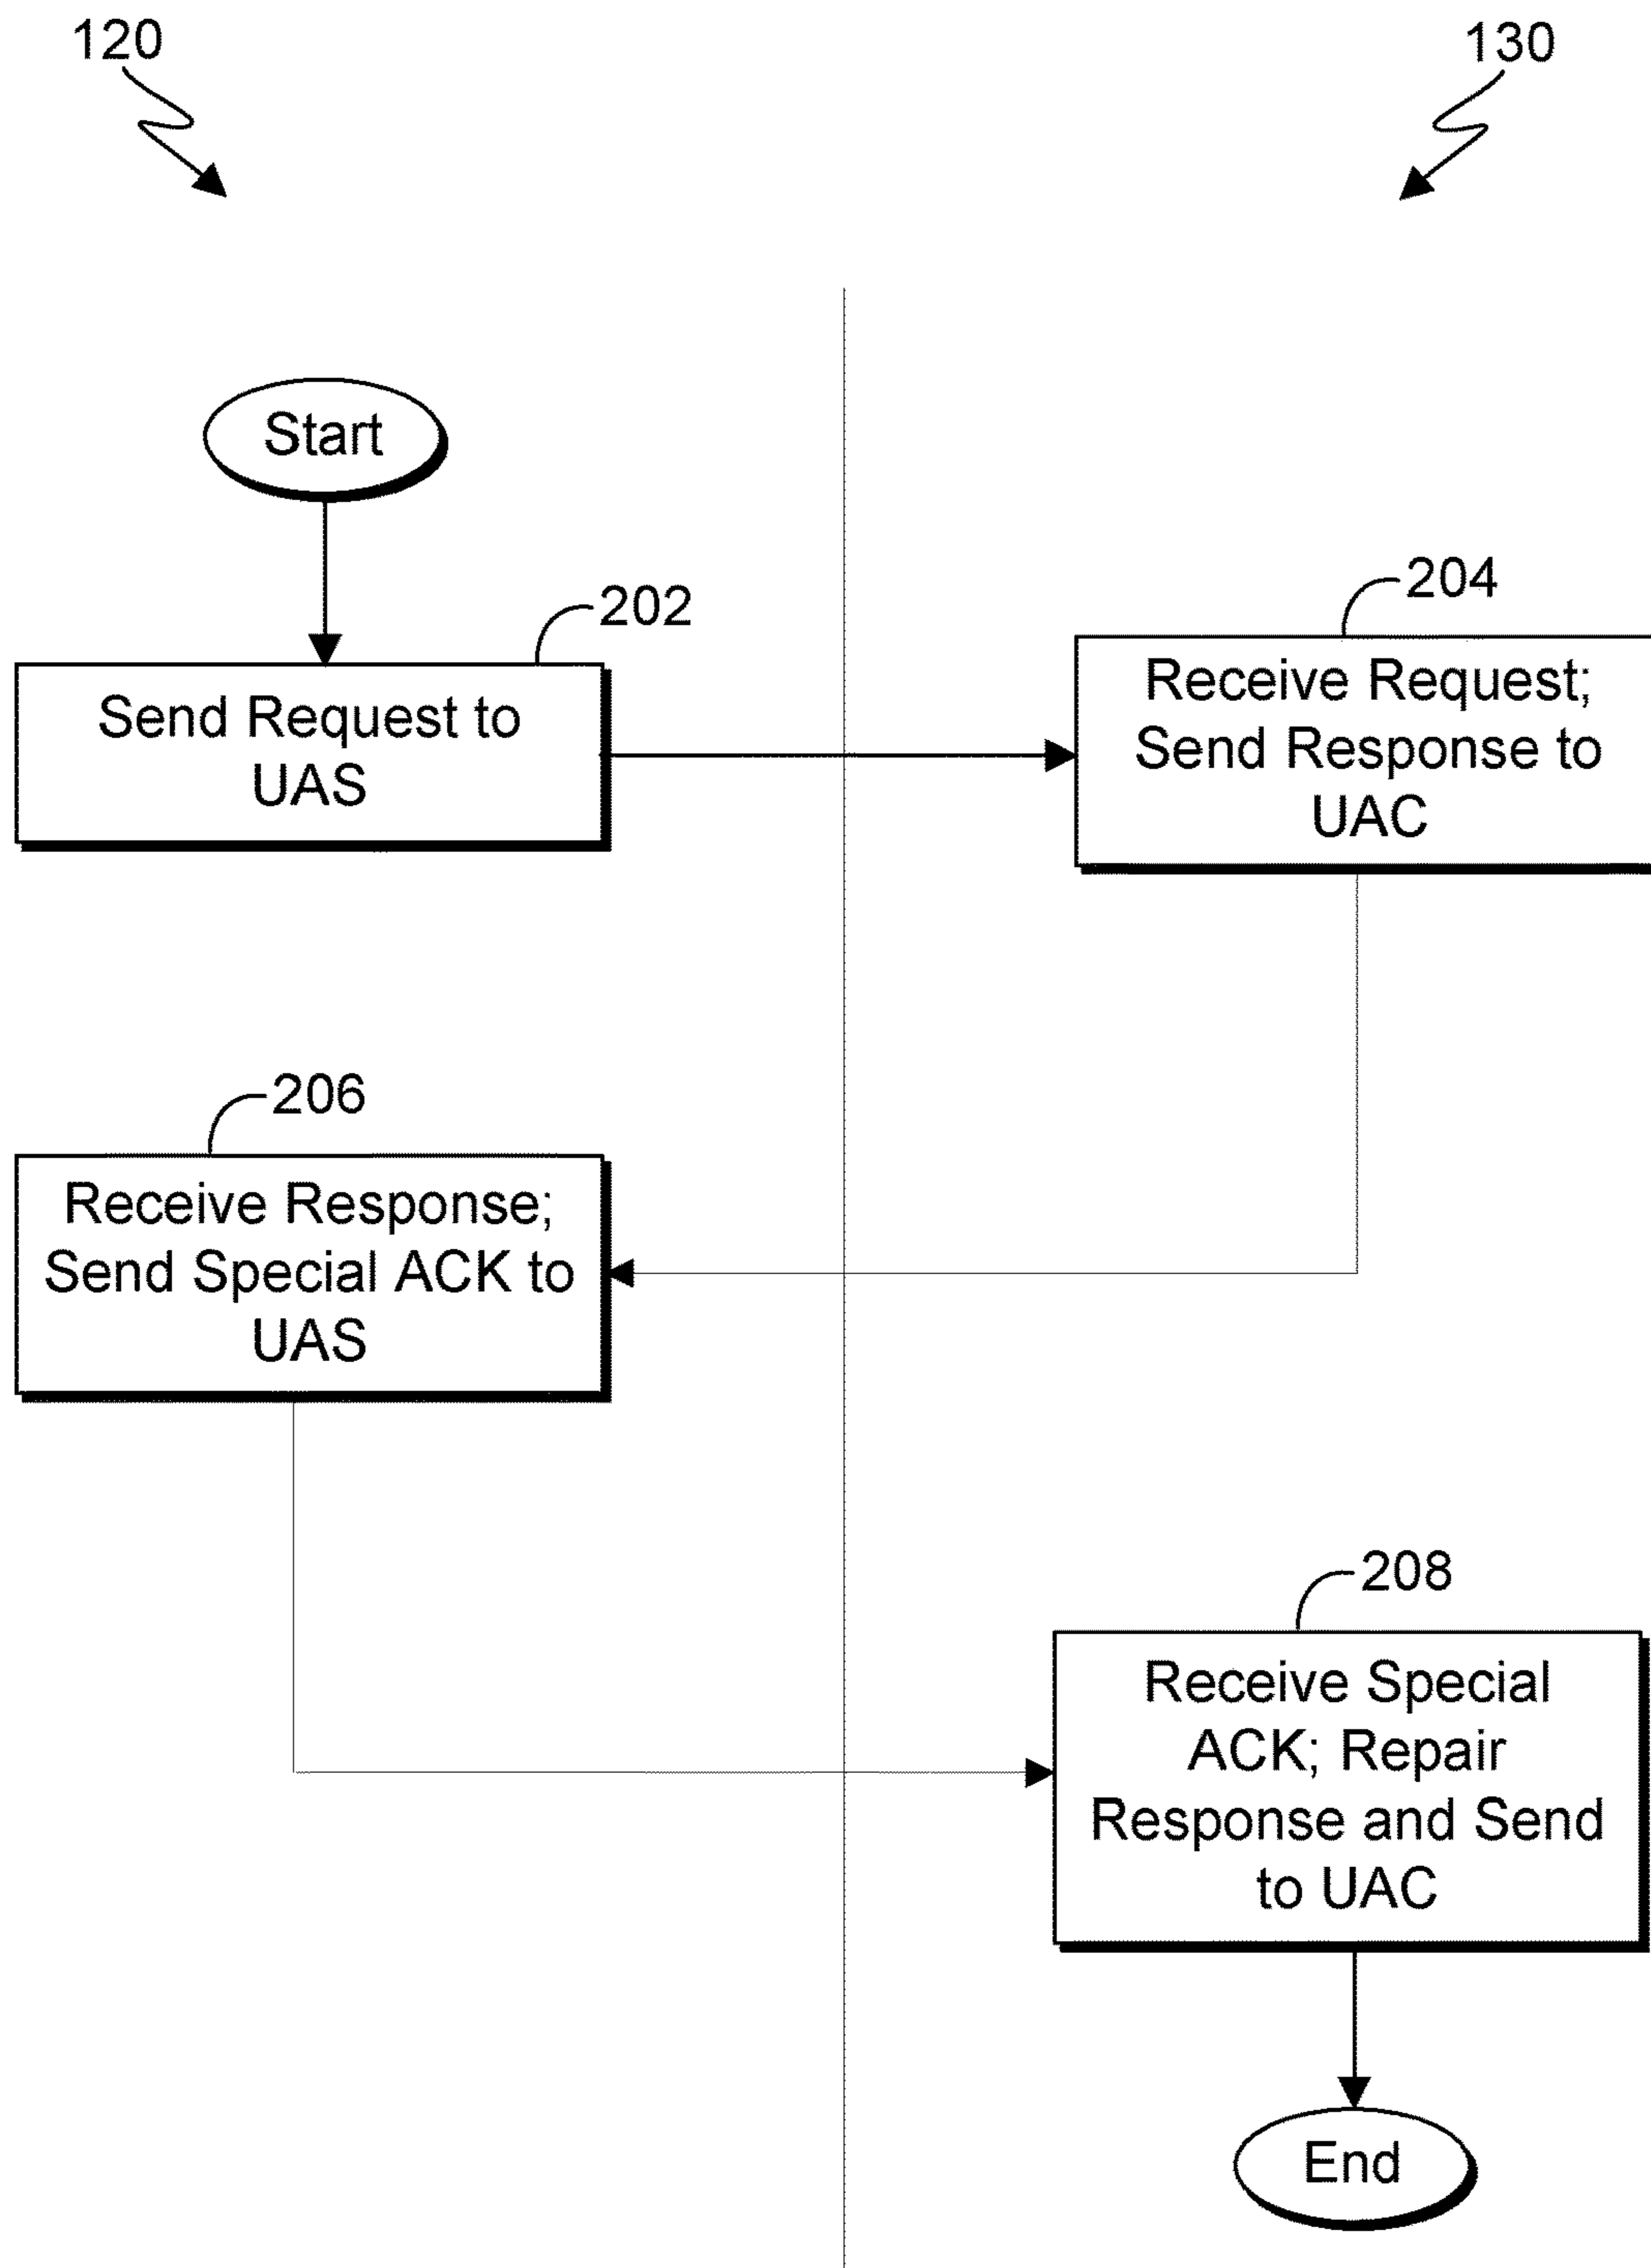 120
130
Start
202
Send Request to
UAS
204
Receive Request;
Send Response to
UAC
206
Receive Response;
Send Special ACK to
UAS
208
Receive Special
ACK; Repair
Response and Send
to UAC
End